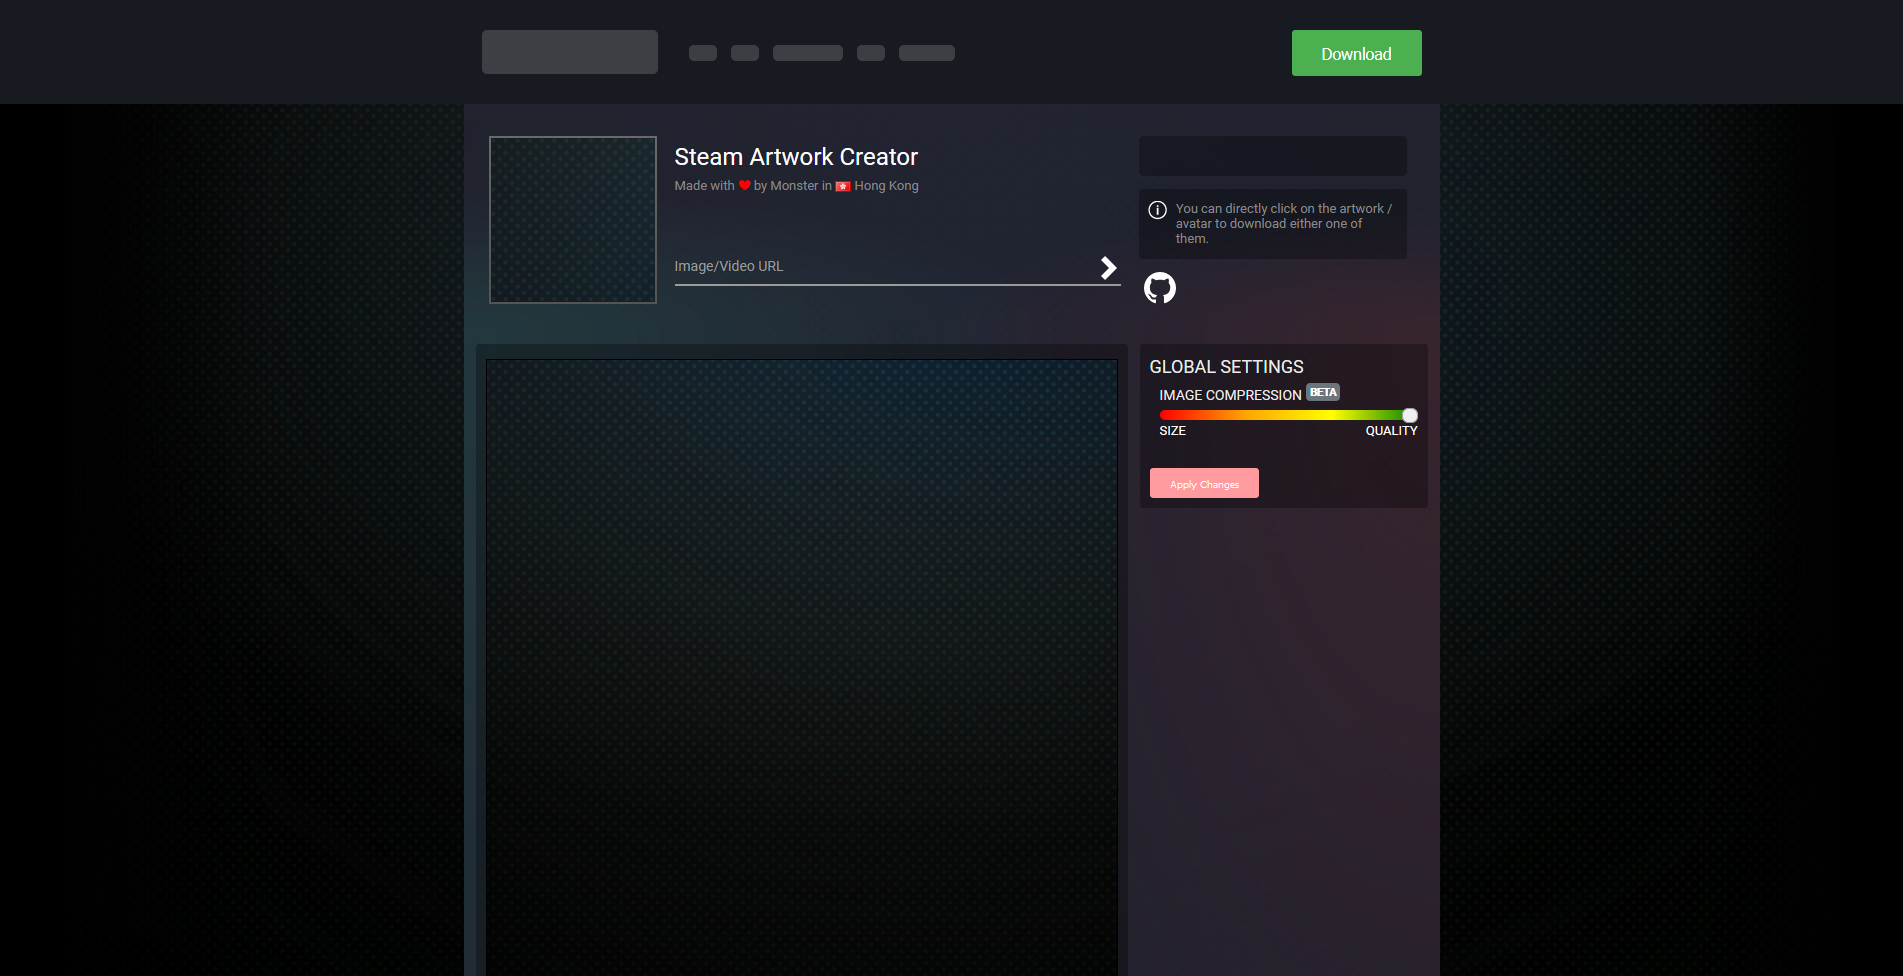 Download
Steam Artwork Creator
Made with ❤ by Monster in 🇭🇰 Hong Kong
Image/Video URL
You can directly click on the artwork /
avatar to download either one of
them.
GLOBAL SETTINGS
IMAGE COMPRESSION BETA
SIZE QUALITY
Apply Changes